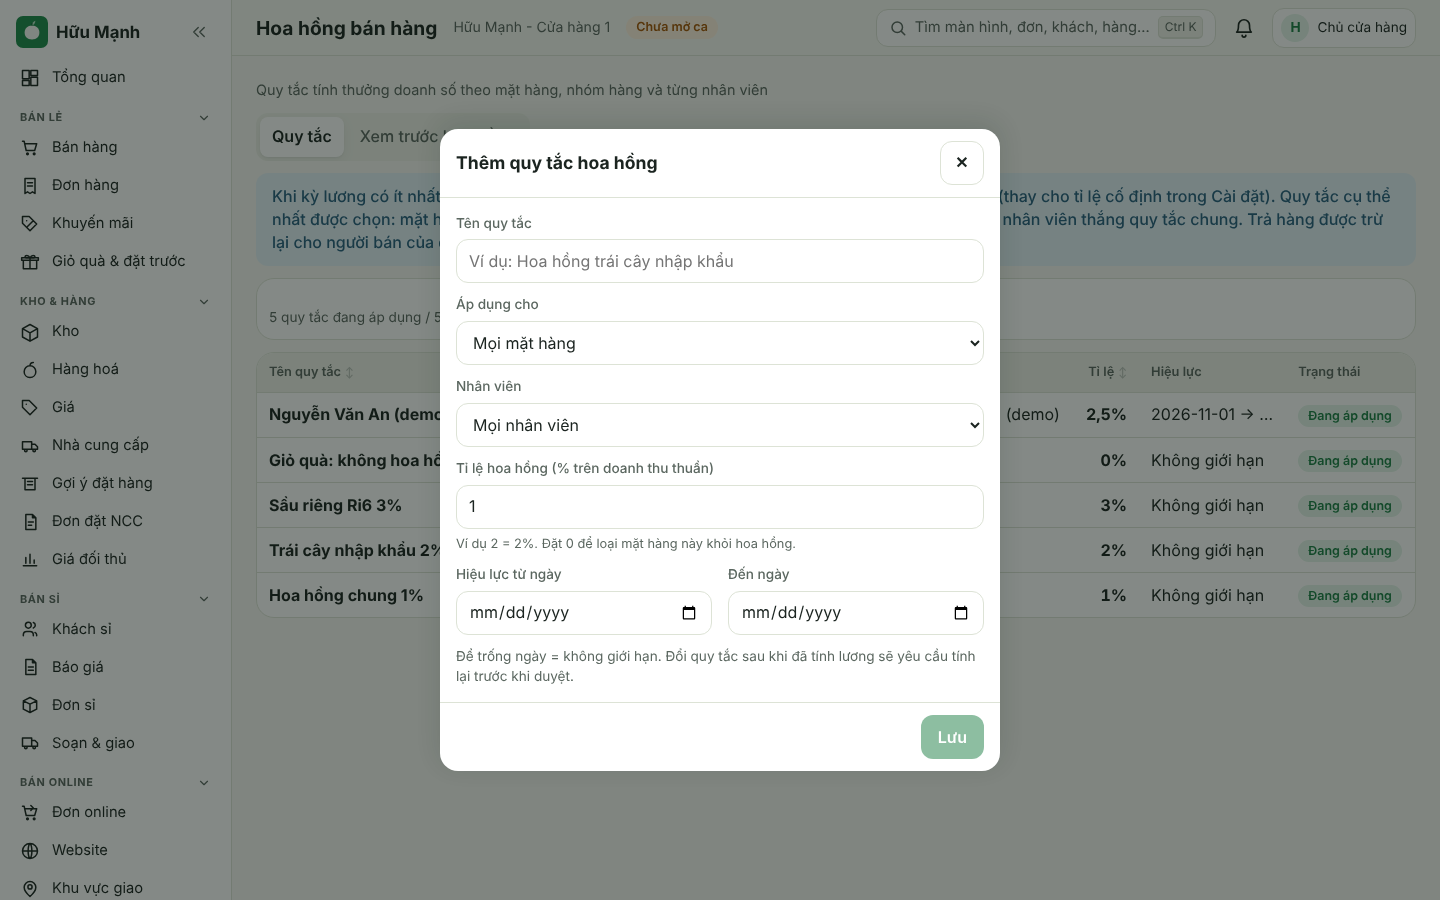 Hữu Mạnh
Tổng quan
BÁN LẺ
Bán hàng
Đơn hàng
Khuyến mãi
Giỏ quà & đặt trước
KHO & HÀNG
Kho
Hàng hoá
Giá
Nhà cung cấp
Gợi ý đặt hàng
Đơn đặt NCC
Giá đối thủ
BÁN SỈ
Khách sỉ
Báo giá
Đơn sỉ
Soạn & giao
BÁN ONLINE
Đơn online
Website
Khu vực giao
Hoa hồng bán hàng
Hữu Mạnh - Cửa hàng 1
Chưa mở ca
Tìm màn hình, đơn, khách, hàng...
Ctrl K
H
Chủ cửa hàng
Quy tắc tính thưởng doanh số theo mặt hàng, nhóm hàng và từng nhân viên
Quy tắc
Xem trước
Khi kỳ lương có ít nhất (thay cho tỉ lệ cố định trong Cài đặt). Quy tắc cụ thể
nhất được chọn: mặt h nhân viên thắng quy tắc chung. Trả hàng được trừ
lại cho người bán của
5 quy tắc đang áp dụng / 5
Tên quy tắc
Tỉ lệ
Hiệu lực
Trạng thái
Nguyễn Văn An (demo (demo) 2,5% 2026-11-01 → ... Đang áp dụng
Giỏ quà: không hoa hồ 0% Không giới hạn Đang áp dụng
Sầu riêng Ri6 3% 3% Không giới hạn Đang áp dụng
Trái cây nhập khẩu 2% 2% Không giới hạn Đang áp dụng
Hoa hồng chung 1% 1% Không giới hạn Đang áp dụng
Thêm quy tắc hoa hồng
Tên quy tắc
Ví dụ: Hoa hồng trái cây nhập khẩu
Áp dụng cho
Mọi mặt hàng
Nhân viên
Mọi nhân viên
Tỉ lệ hoa hồng (% trên doanh thu thuần)
1
Ví dụ 2 = 2%. Đặt 0 để loại mặt hàng này khỏi hoa hồng.
Hiệu lực từ ngày
Đến ngày
mm/dd/yyyy
mm/dd/yyyy
Để trống ngày = không giới hạn. Đổi quy tắc sau khi đã tính lương sẽ yêu cầu tính
lại trước khi duyệt.
Lưu